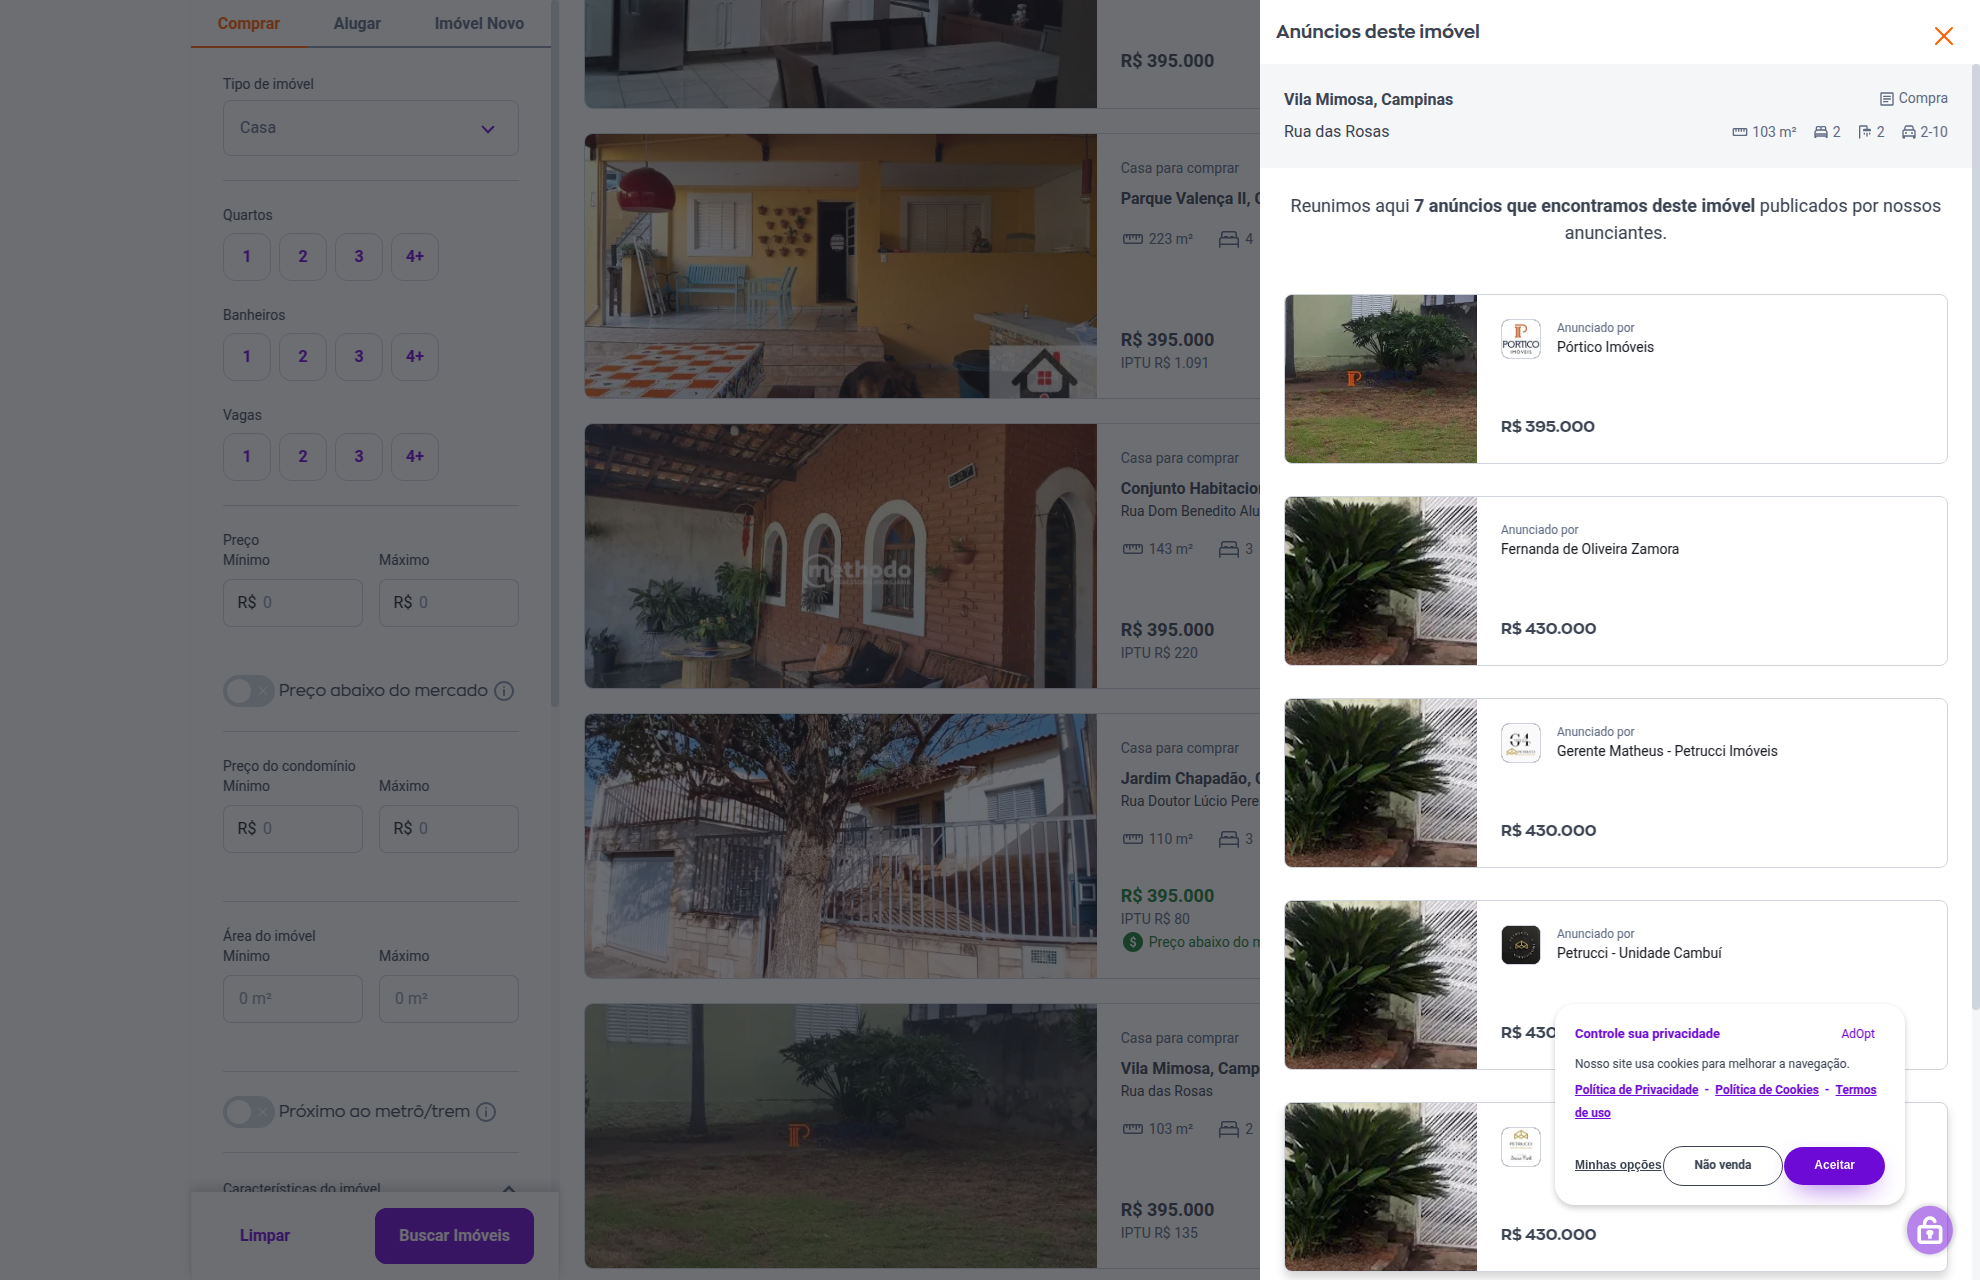 Comprar
Alugar
Imóvel Novo
Tipo de imóvel
Casa
Quartos
1
2
3
4+
Banheiros
1
2
3
4+
Vagas
1
2
3
4+
Preço
Mínimo
Máximo
R$ 0
R$ 0
Preço abaixo do mercado
Preço do condomínio
Mínimo
Máximo
R$ 0
R$ 0
Área do imóvel
Mínimo
Máximo
0 m²
0 m²
Próximo ao metrô/trem
Características do imóvel
Limpar
Buscar Imóveis
R$ 395.000
Casa para comprar
Parque Valença II, C
223 m²
4
R$ 395.000
IPTU R$ 1.091
methodo
Casa para comprar
Conjunto Habitacion
Rua Dom Benedito Alu
143 m²
3
R$ 395.000
IPTU R$ 220
Casa para comprar
Jardim Chapadão, C
Rua Doutor Lúcio Pere
110 m²
3
R$ 395.000
IPTU R$ 80
$ Preço abaixo do m
Casa para comprar
Vila Mimosa, Camp
Rua das Rosas
103 m²
2
R$ 395.000
IPTU R$ 135
Anúncios deste imóvel
Vila Mimosa, Campinas
Compra
Rua das Rosas
103 m²
2
2
2-10
Reunimos aqui 7 anúncios que encontramos deste imóvel publicados por nossos
anunciantes.
PORTICO
IMÓVEIS
Anunciado por
Pórtico Imóveis
R$ 395.000
Anunciado por
Fernanda de Oliveira Zamora
R$ 430.000
G4
PETRUCCI
Anunciado por
Gerente Matheus - Petrucci Imóveis
R$ 430.000
Anunciado por
Petrucci - Unidade Cambuí
R$ 430
PETRUCCI
R$ 430.000
Controle sua privacidade
AdOpt
Nosso site usa cookies para melhorar a navegação.
Política de Privacidade - Política de Cookies - Termos
de uso
Minhas opções
Não venda
Aceitar